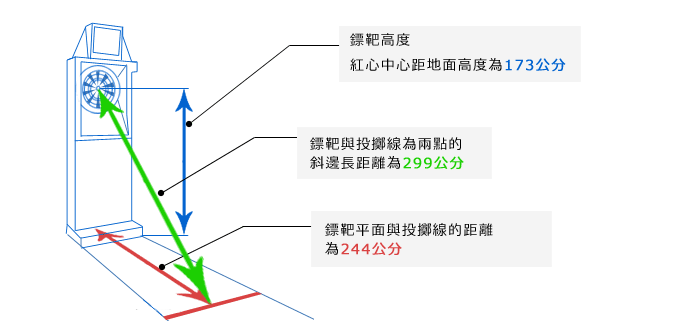 鏢靶高度
紅心中心距地面高度為173公分
鏢靶與投擲線為兩點的
斜邊長距離為299公分
鏢靶平面與投擲線的距離
為244公分